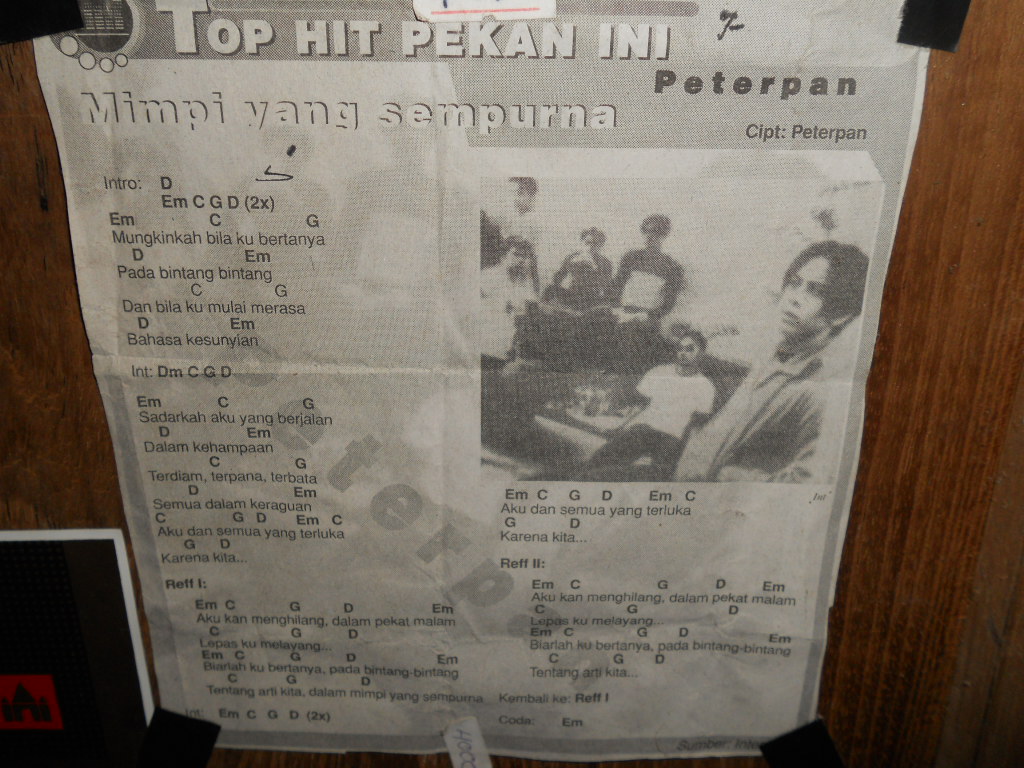 TOP HIT PEKAN INI
Peterpan
Mimpi yang sempurna
Cipt: Peterpan
Intro: D
Em C G D (2x)
Em C G
Mungkinkah bila ku bertanya
D Em
Pada bintang bintang
C G
Dan bila ku mulai merasa
D Em
Bahasa kesunyian
Int: Dm C G D
Em C G
Sadarkah aku yang berjalan
D Em
Dalam kehampaan
C G
Terdiam, terpana, terbata
D Em
Semua dalam keraguan
C G D Em C
Aku dan semua yang terluka
G D
Karena kita...
Reff I:
Em C G D Em
Aku kan menghilang, dalam pekat malam
C G D
Lepas ku melayang...
Em C G D Em
Biarlah ku bertanya, pada bintang-bintang
C G D
Tentang arti kita, dalam mimpi yang sempurna
Int: Em C G D (2x)
Em C G D Em C
Aku dan semua yang terluka
G D
Karena kita...
Reff II:
Em C G D Em
Aku kan menghilang, dalam pekat malam
C G D
Lepas ku melayang...
Em C G D Em
Biarlah ku bertanya, pada bintang-bintang
C G D
Tentang arti kita...
Kembali ke: Reff I
Coda: Em
Sumber: